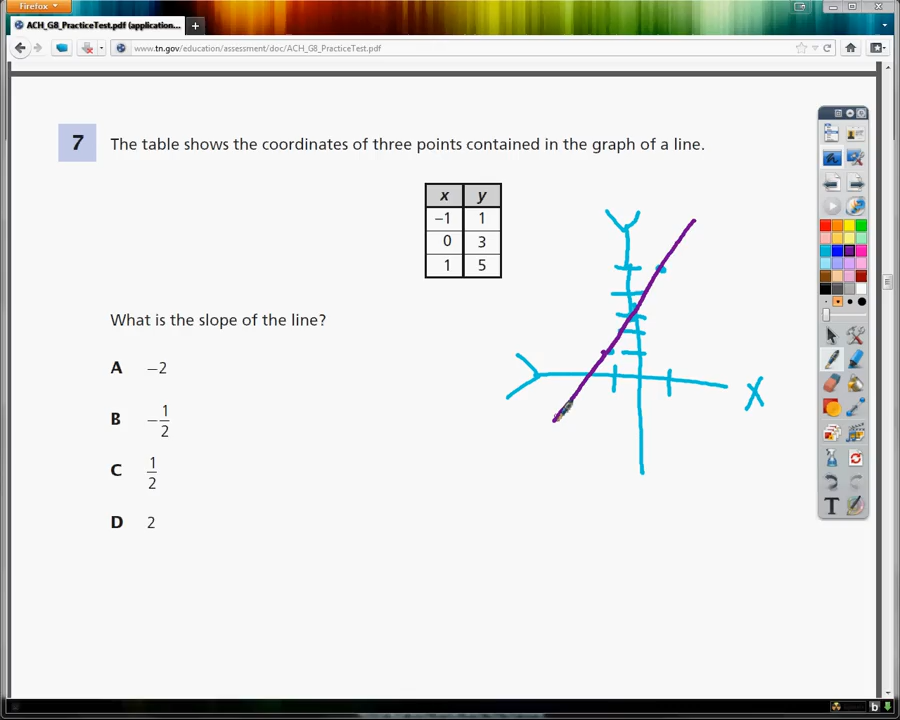 Firefox
ACH_G8_PracticeTest.pdf (application...
www.tn.gov/education/assessment/doc/ACH_G8_PracticeTest.pdf
7 The table shows the coordinates of three points contained in the graph of a line.
x y
−1 1
0 3
1 5
Y
X
What is the slope of the line?
A −2
B −1/2
C 1/2
D 2
T
b